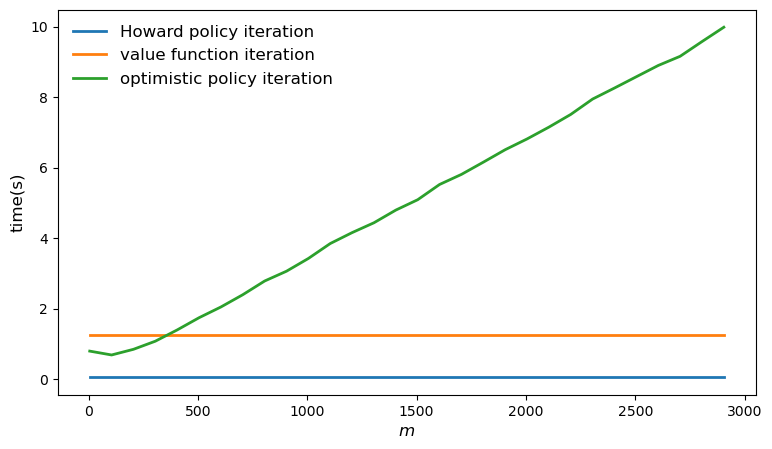 Howard policy iteration
value function iteration
optimistic policy iteration
10
8
6
4
2
0
time(s)
0 500 1000 1500 2000 2500 3000
m